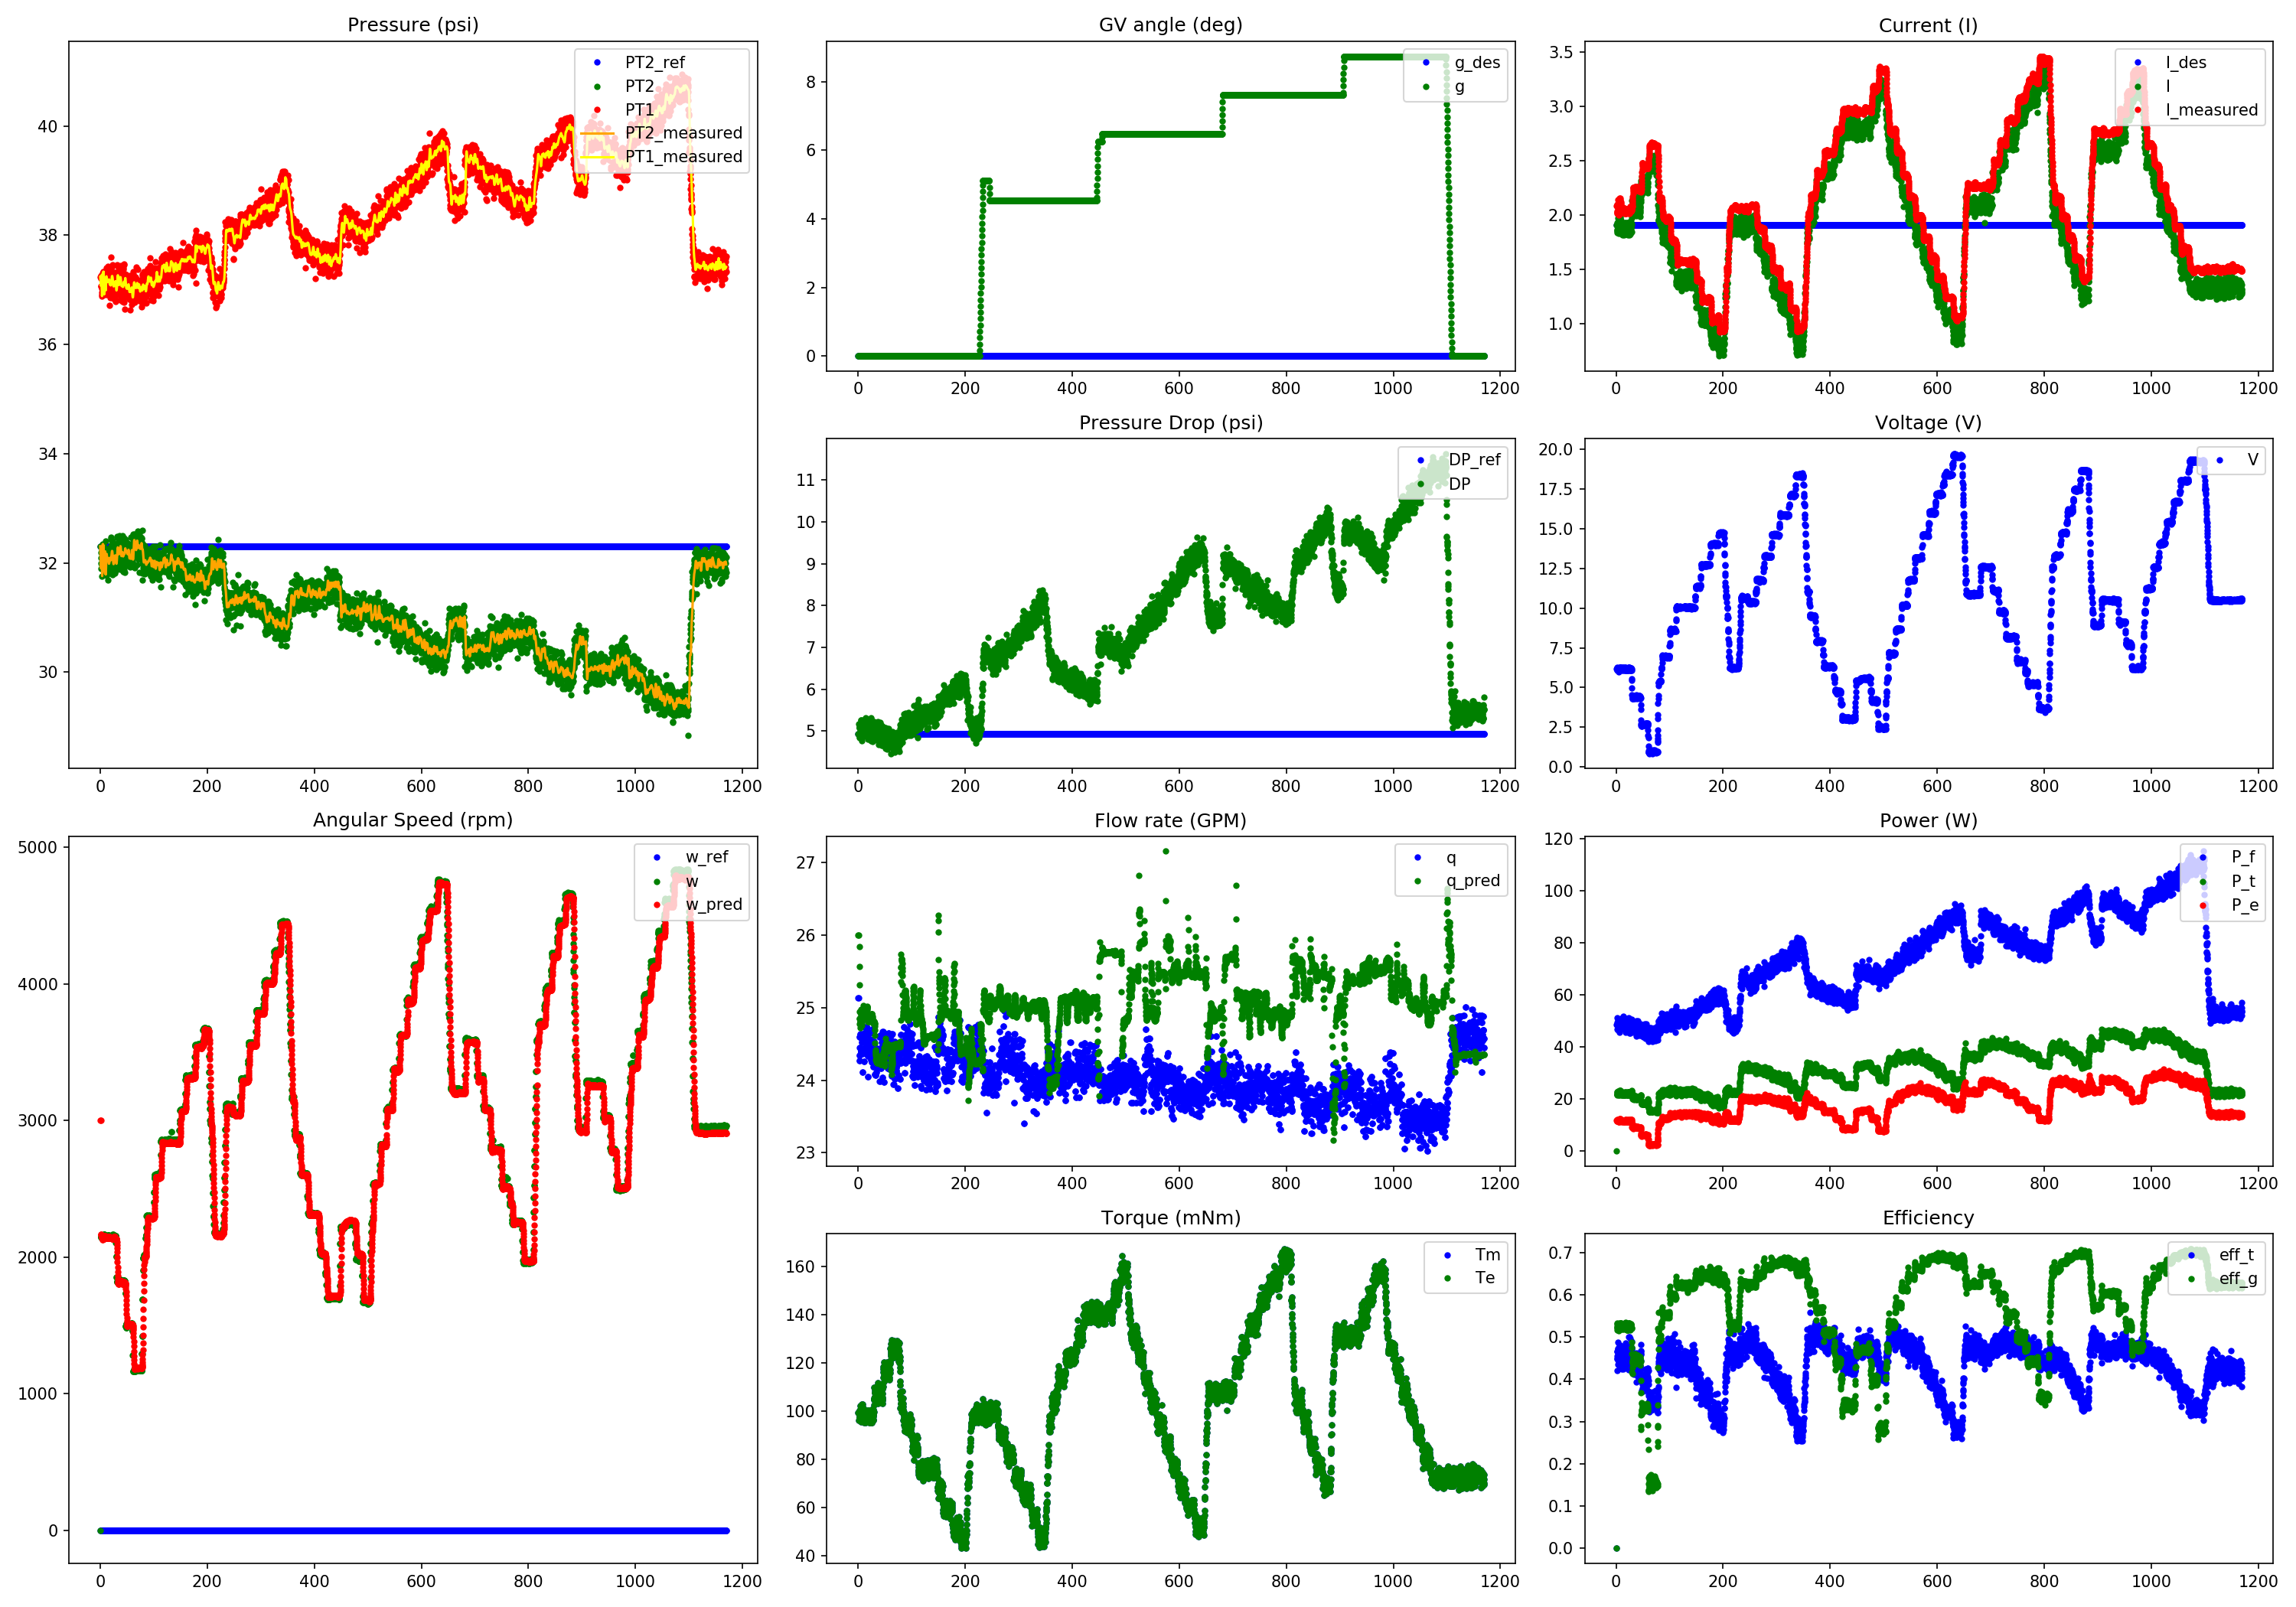 Pressure (psi)
PT2_ref
PT2
PT1
PT2_measured
PT1_measured
40
38
36
34
32
30
0 200 400 600 800 1000 1200
GV angle (deg)
g_des
g
8
6
4
2
0
0 200 400 600 800 1000 1200
Current (I)
I_des
I
I_measured
3.5
3.0
2.5
2.0
1.5
1.0
0 200 400 600 800 1000 1200
Pressure Drop (psi)
DP_ref
DP
11
10
9
8
7
6
5
0 200 400 600 800 1000 1200
Voltage (V)
V
20.0
17.5
15.0
12.5
10.0
7.5
5.0
2.5
0.0
0 200 400 600 800 1000 1200
Angular Speed (rpm)
w_ref
w
w_pred
5000
4000
3000
2000
1000
0
0 200 400 600 800 1000 1200
Flow rate (GPM)
q
q_pred
27
26
25
24
23
0 200 400 600 800 1000 1200
Power (W)
P_f
P_t
P_e
120
100
80
60
40
20
0
0 200 400 600 800 1000 1200
Torque (mNm)
Tm
Te
160
140
120
100
80
60
40
0 200 400 600 800 1000 1200
Efficiency
eff_t
eff_g
0.7
0.6
0.5
0.4
0.3
0.2
0.1
0.0
0 200 400 600 800 1000 1200